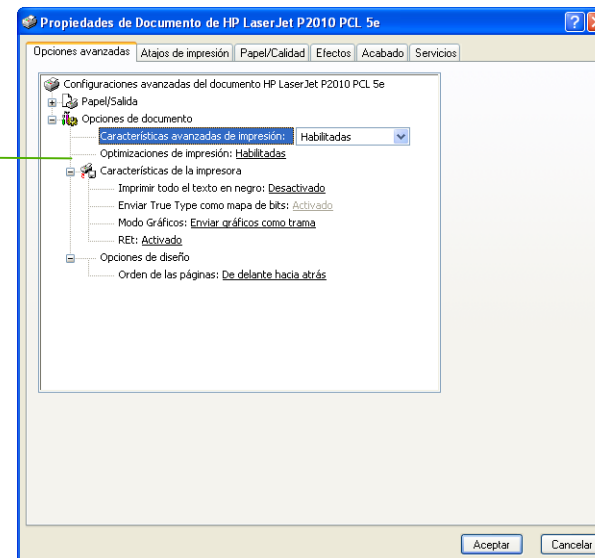 Propiedades de Documento de HP LaserJet P2010 PCL 5e
Opciones avanzadas Atajos de impresión Papel/Calidad Efectos Acabado Servicios
Configuraciones avanzadas del documento HP LaserJet P2010 PCL 5e
Papel/Salida
Opciones de documento
Características avanzadas de impresión: Habilitadas
Optimizaciones de impresión: Habilitadas
Características de la impresora
Imprimir todo el texto en negro: Desactivado
Enviar True Type como mapa de bits: Activado
Modo Gráficos: Enviar gráficos como trama
REt: Activado
Opciones de diseño
Orden de las páginas: De delante hacia atrás
Aceptar Cancelar